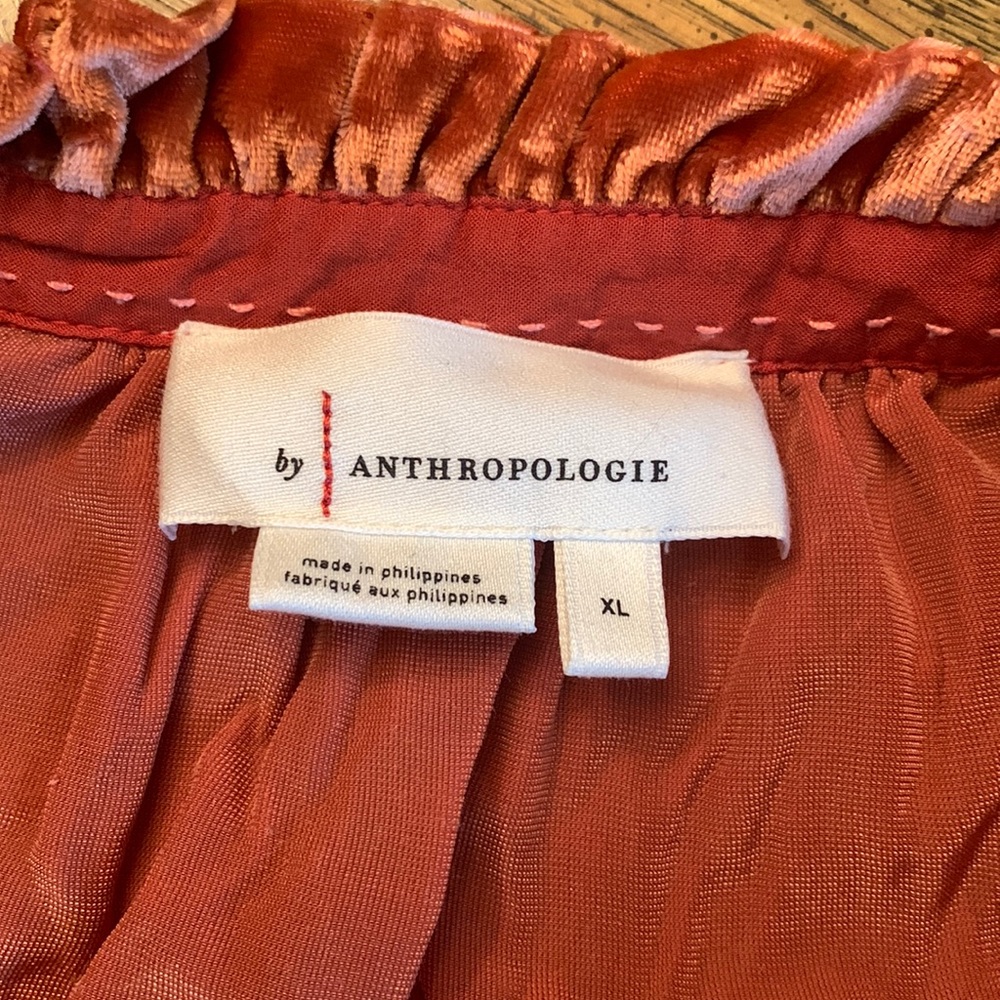 by ANTHROPOLOGIE
made in philippines
fabriqué aux philippines
XL